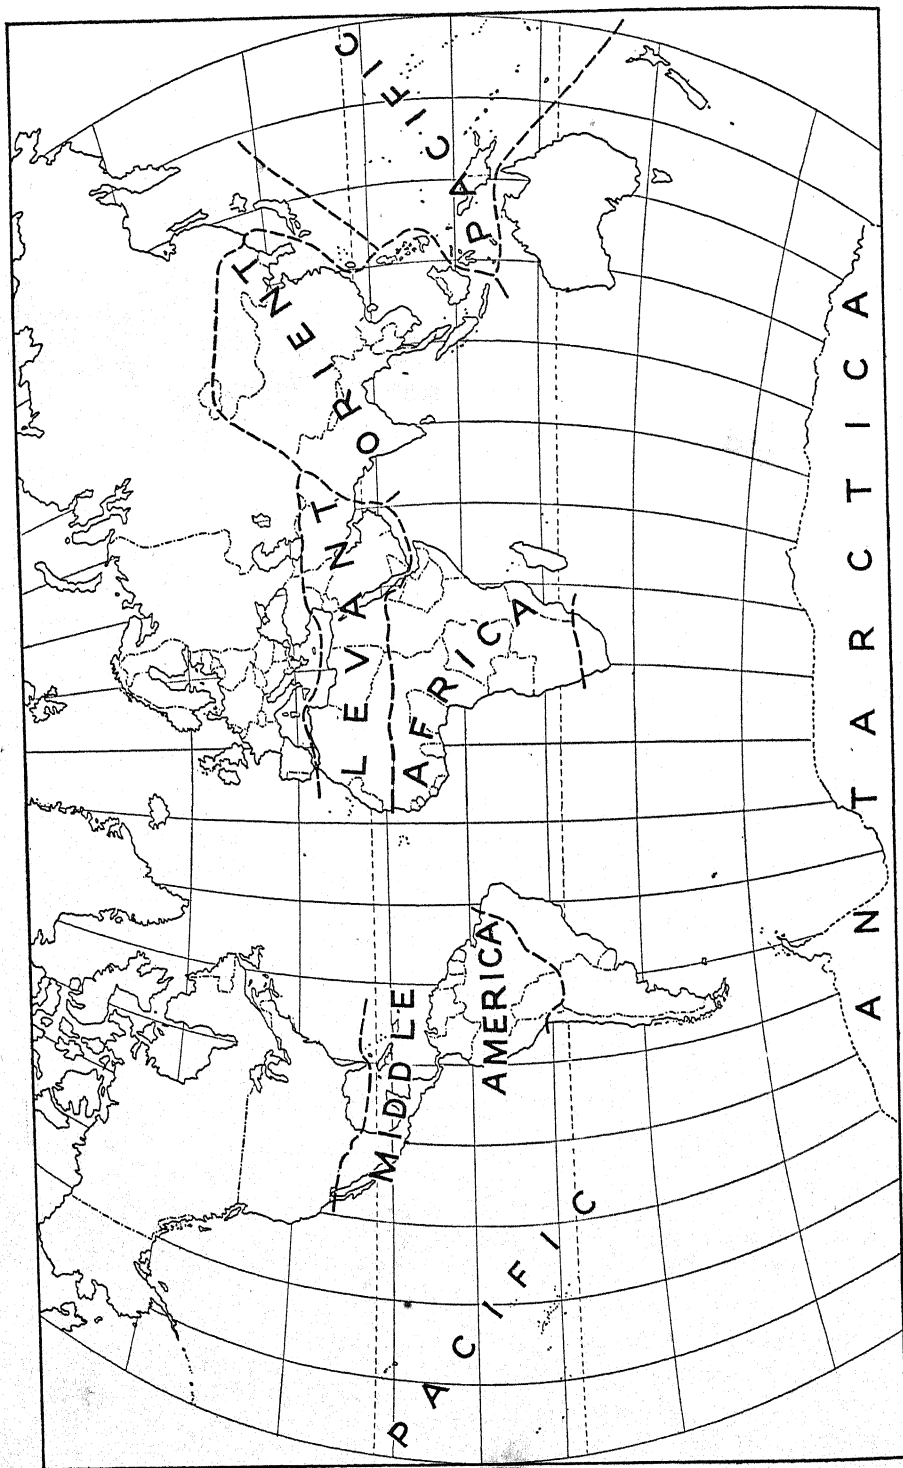 PACIFIC
ORIENT
LEVANT
AFRICA
MIDDLE
AMERICA
PACIFIC
ANTARCTICA